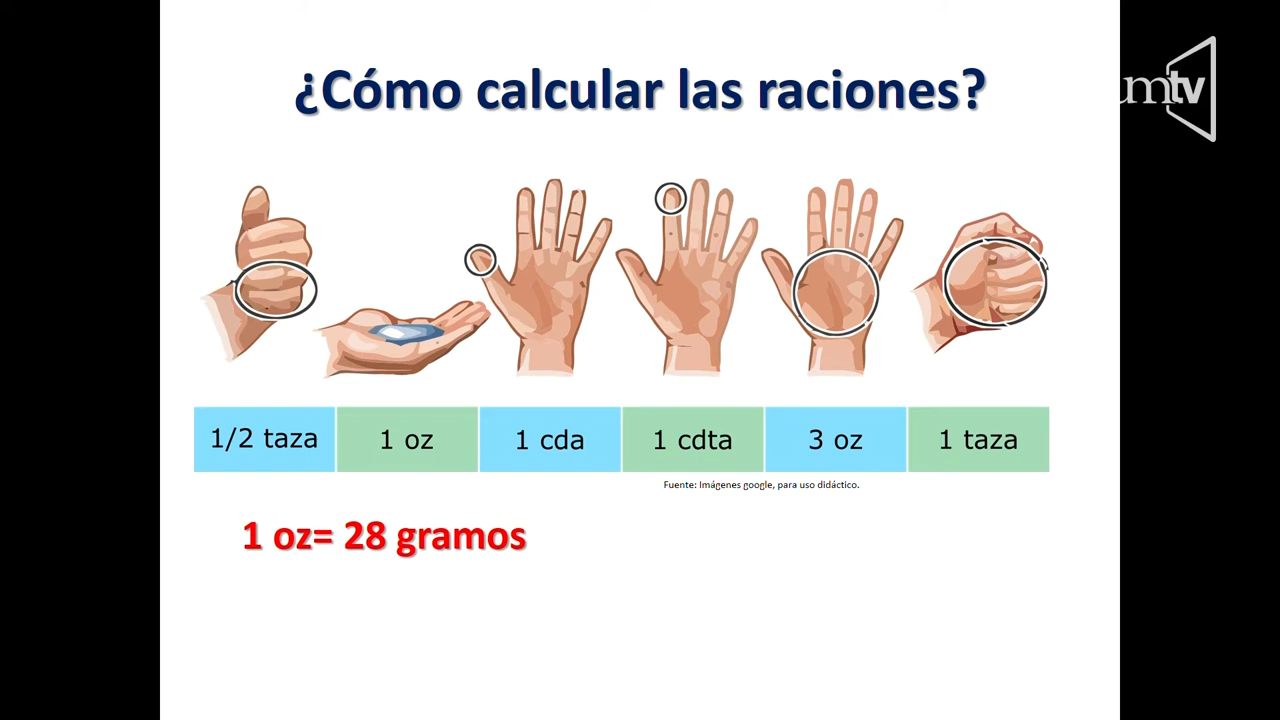 ¿Cómo calcular las raciones?
umtv
1/2 taza
1 oz
1 cda
1 cdta
3 oz
1 taza
Fuente: Imágenes google, para uso didáctico.
1 oz= 28 gramos